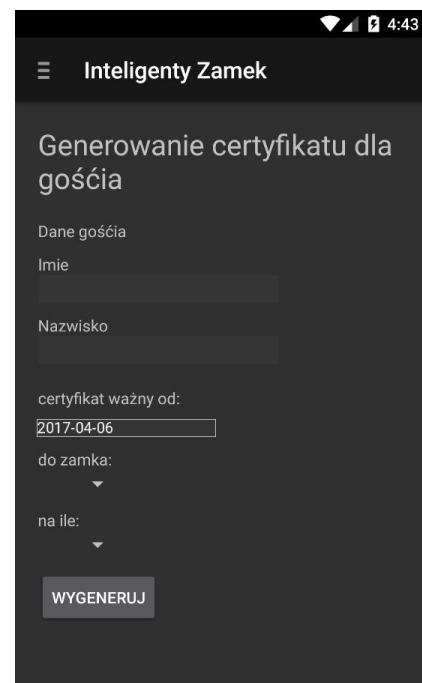 4:43
Inteligenty Zamek
Generowanie certyfikatu dla
gośćia
Dane gośćia
Imie
Nazwisko
certyfikat ważny od:
2017-04-06
do zamka:
na ile:
WYGENERUJ